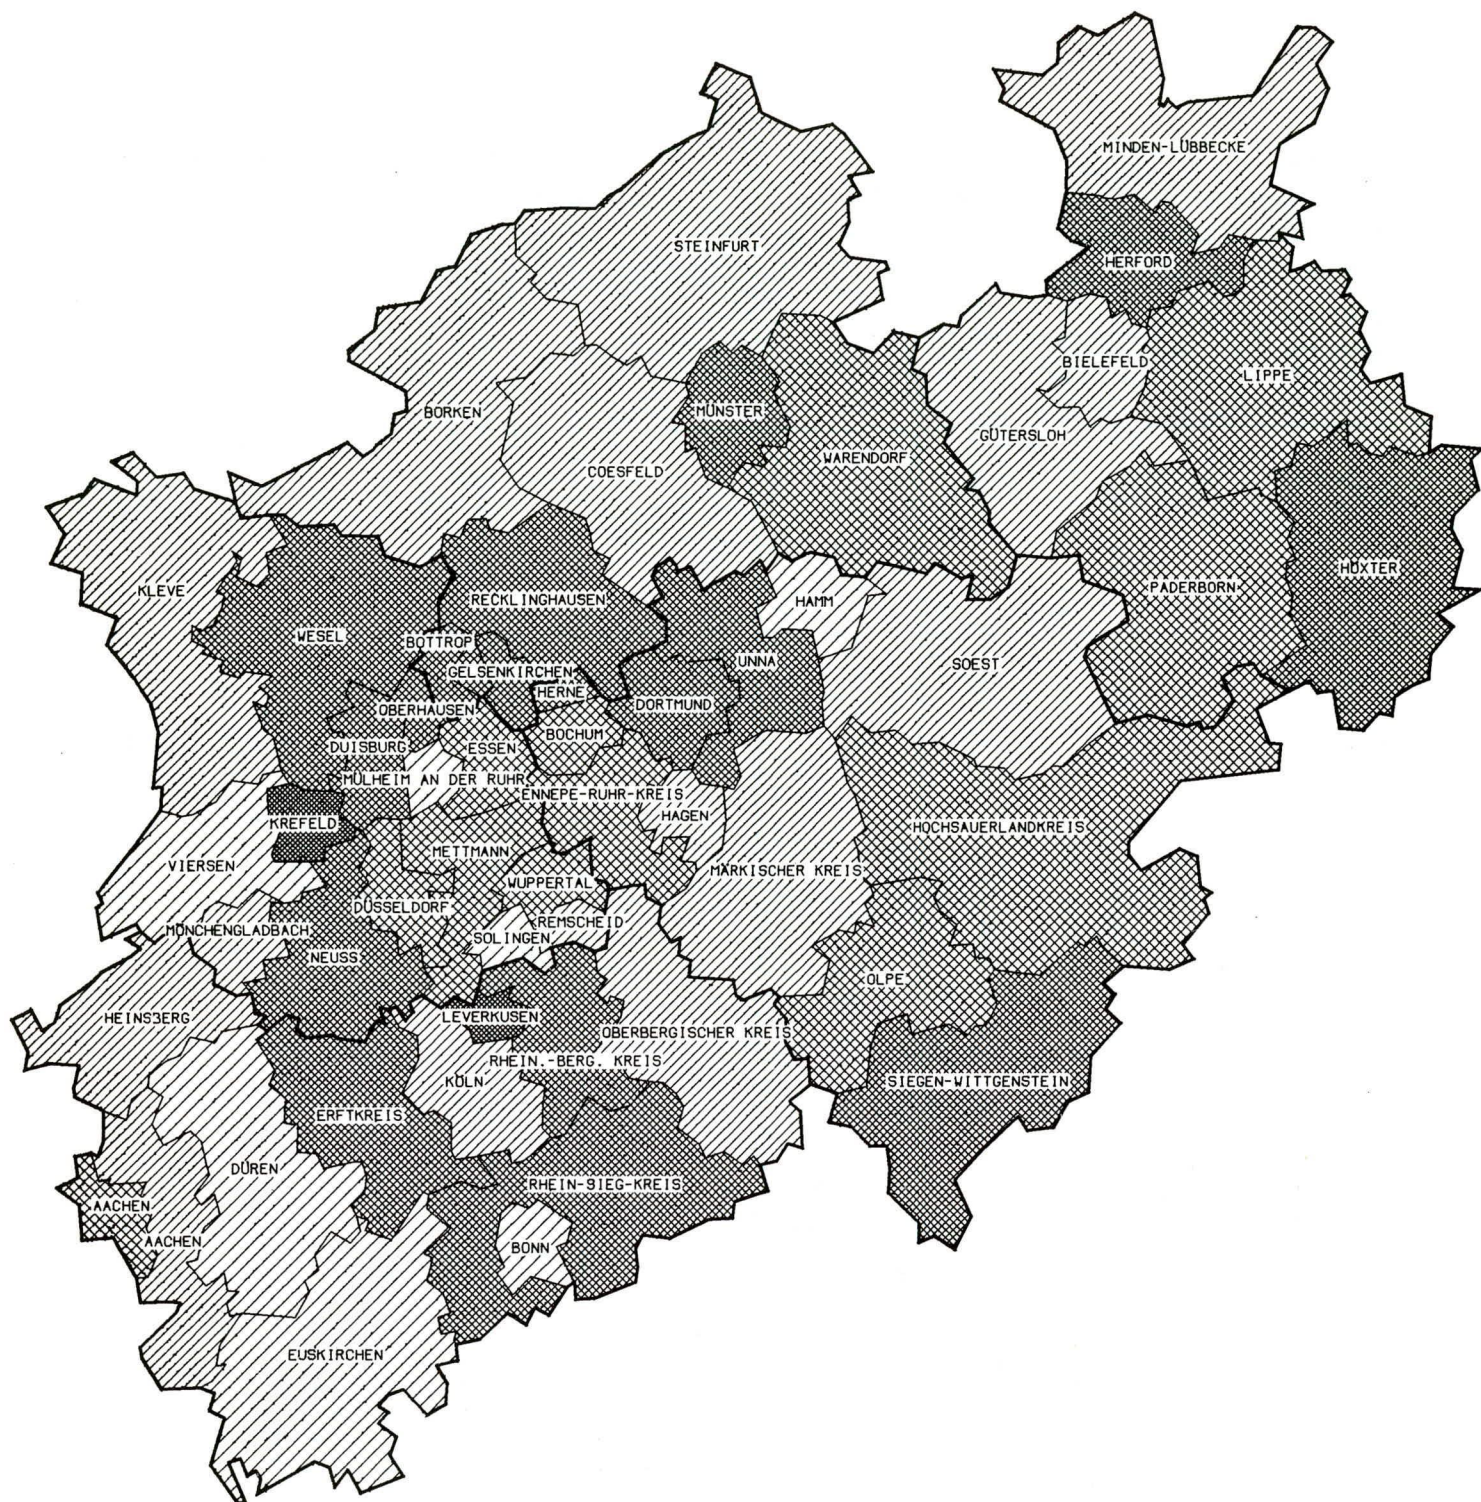 MINDEN-LÜBBECKE
STEINFURT
HERFORD
BIELEFELD
LIPPE
BORKEN
MÜNSTER
GÜTERSLOH
COESFELD
WARENDORF
HÖXTER
KLEVE
RECKLINGHAUSEN
HAMM
PADERBORN
WESEL
BOTTROP
UNNA
SOEST
GELSENKIRCHEN
HERNE
OBERHAUSEN
DORTMUND
BOCHUM
DUISBURG
ESSEN
MÜLHEIM AN DER RUHR
ENNEPE-RUHR-KREIS
HAGEN
KREFELD
HOCHSAUERLANDKREIS
METTMANN
VIERSEN
MÄRKISCHER KREIS
WUPPERTAL
DÜSSELDORF
REMSCHEID
MÖNCHENGLADBACH
SOLINGEN
NEUSS
OLPE
HEINSBERG
LEVERKUSEN
OBERBERGISCHER KREIS
RHEIN.-BERG. KREIS
KÖLN
SIEGEN-WITTGENSTEIN
ERFTKREIS
DÜREN
RHEIN-SIEG-KREIS
AACHEN
AACHEN
BONN
EUSKIRCHEN